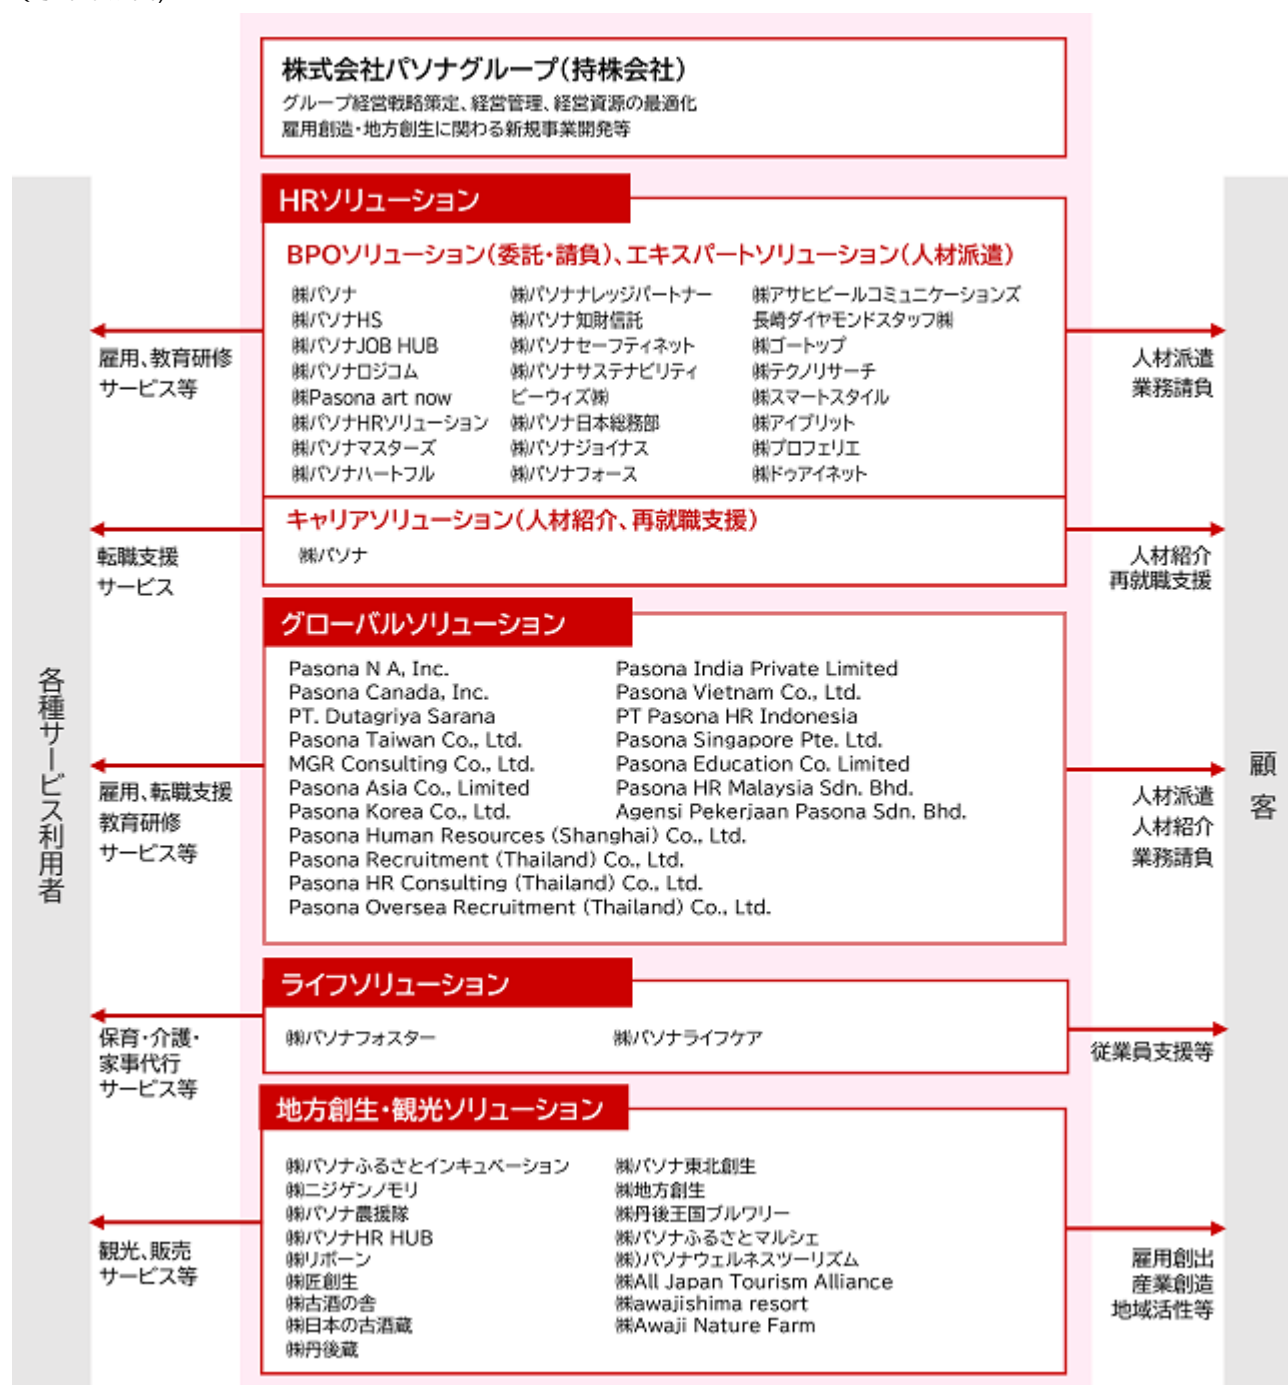 株式会社パソナグループ(持株会社)
グループ経営戦略策定、経営管理、経営資源の最適化
雇用創造・地方創生に関わる新規事業開発等
各種サービス利用者
顧客
HRソリューション
BPOソリューション(委託・請負)、エキスパートソリューション(人材派遣)
㈱パソナ
㈱パソナHS
㈱パソナJOB HUB
㈱パソナロジコム
㈱Pasona art now
㈱パソナHRソリューション
㈱パソナマスターズ
㈱パソナハートフル
㈱パソナナレッジパートナー
㈱パソナ知財信託
㈱パソナセーフティネット
㈱パソナサステナビリティ
ビーウィズ㈱
㈱パソナ日本総務部
㈱パソナジョイナス
㈱パソナフォース
㈱アサヒビールコミュニケーションズ
長崎ダイヤモンドスタッフ㈱
㈱ゴートップ
㈱テクノリサーチ
㈱スマートスタイル
㈱アイブリット
㈱プロフェリエ
㈱ドゥアイネット
雇用、教育研修
サービス等
人材派遣
業務請負
キャリアソリューション(人材紹介、再就職支援)
㈱パソナ
転職支援
サービス
人材紹介
再就職支援
グローバルソリューション
Pasona N A, Inc.
Pasona Canada, Inc.
PT. Dutagriya Sarana
Pasona Taiwan Co., Ltd.
MGR Consulting Co., Ltd.
Pasona Asia Co., Limited
Pasona Korea Co., Ltd.
Pasona Human Resources (Shanghai) Co., Ltd.
Pasona Recruitment (Thailand) Co., Ltd.
Pasona HR Consulting (Thailand) Co., Ltd.
Pasona Oversea Recruitment (Thailand) Co., Ltd.
Pasona India Private Limited
Pasona Vietnam Co., Ltd.
PT Pasona HR Indonesia
Pasona Singapore Pte. Ltd.
Pasona Education Co. Limited
Pasona HR Malaysia Sdn. Bhd.
Agensi Pekerjaan Pasona Sdn. Bhd.
雇用、転職支援
教育研修
サービス等
人材派遣
人材紹介
業務請負
ライフソリューション
㈱パソナフォスター
㈱パソナライフケア
保育・介護・
家事代行
サービス等
従業員支援等
地方創生・観光ソリューション
㈱パソナふるさとインキュベーション
㈱ニジゲンノモリ
㈱パソナ農援隊
㈱パソナHR HUB
㈱リボーン
㈱匠創生
㈱古酒の舎
㈱日本の古酒蔵
㈱丹後蔵
㈱パソナ東北創生
㈱地方創生
㈱丹後王国ブルワリー
㈱パソナふるさとマルシェ
㈱)パソナウェルネスツーリズム
㈱All Japan Tourism Alliance
㈱awajishima resort
㈱Awaji Nature Farm
観光、販売
サービス等
雇用創出
産業創造
地域活性等